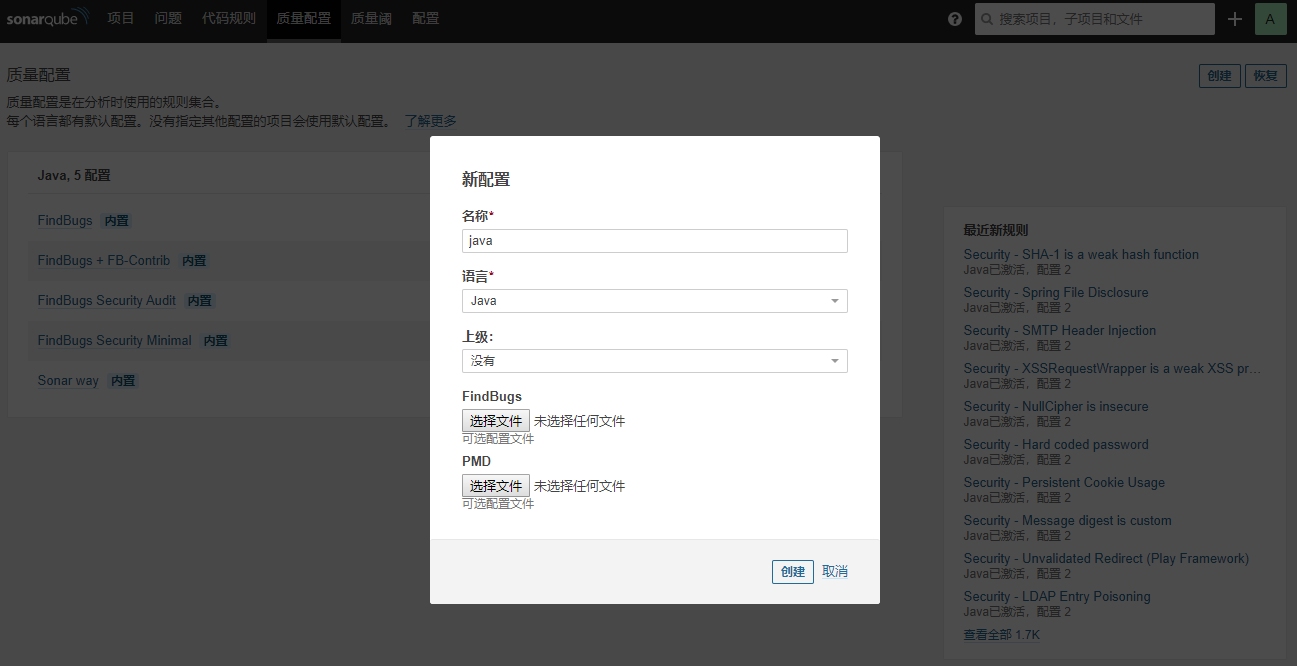 sonarqube 项目 问题 代码规则 质量配置 质量阈 配置 ? 搜索项目，子项目和文件 + A
质量配置 创建 恢复
质量配置是在分析时使用的规则集合。
每个语言都有默认配置。没有指定其他配置的项目会使用默认配置。 了解更多
Java, 5 配置
FindBugs 内置
FindBugs + FB-Contrib 内置
FindBugs Security Audit 内置
FindBugs Security Minimal 内置
Sonar way 内置
新配置
名称*
java
语言*
Java
上级:
没有
FindBugs
选择文件 未选择任何文件
可选配置文件
PMD
选择文件 未选择任何文件
可选配置文件
创建 取消
最近新规则
Security - SHA-1 is a weak hash function
Java已激活，配置 2
Security - Spring File Disclosure
Java已激活，配置 2
Security - SMTP Header Injection
Java已激活，配置 2
Security - XSSRequestWrapper is a weak XSS pr...
Java已激活，配置 2
Security - NullCipher is insecure
Java已激活，配置 2
Security - Hard coded password
Java已激活，配置 2
Security - Persistent Cookie Usage
Java已激活，配置 2
Security - Message digest is custom
Java已激活，配置 2
Security - Unvalidated Redirect (Play Framework)
Java已激活，配置 2
Security - LDAP Entry Poisoning
Java已激活，配置 2
查看全部 1.7K